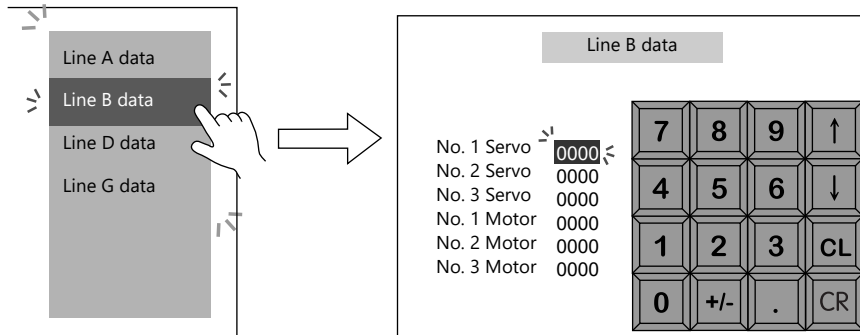 Line A data
Line B data
Line D data
Line G data
Line B data
No. 1 Servo 0000
No. 2 Servo 0000
No. 3 Servo 0000
No. 1 Motor 0000
No. 2 Motor 0000
No. 3 Motor 0000
7 8 9 ↑
4 5 6 ↓
1 2 3 CL
0 +/- . CR